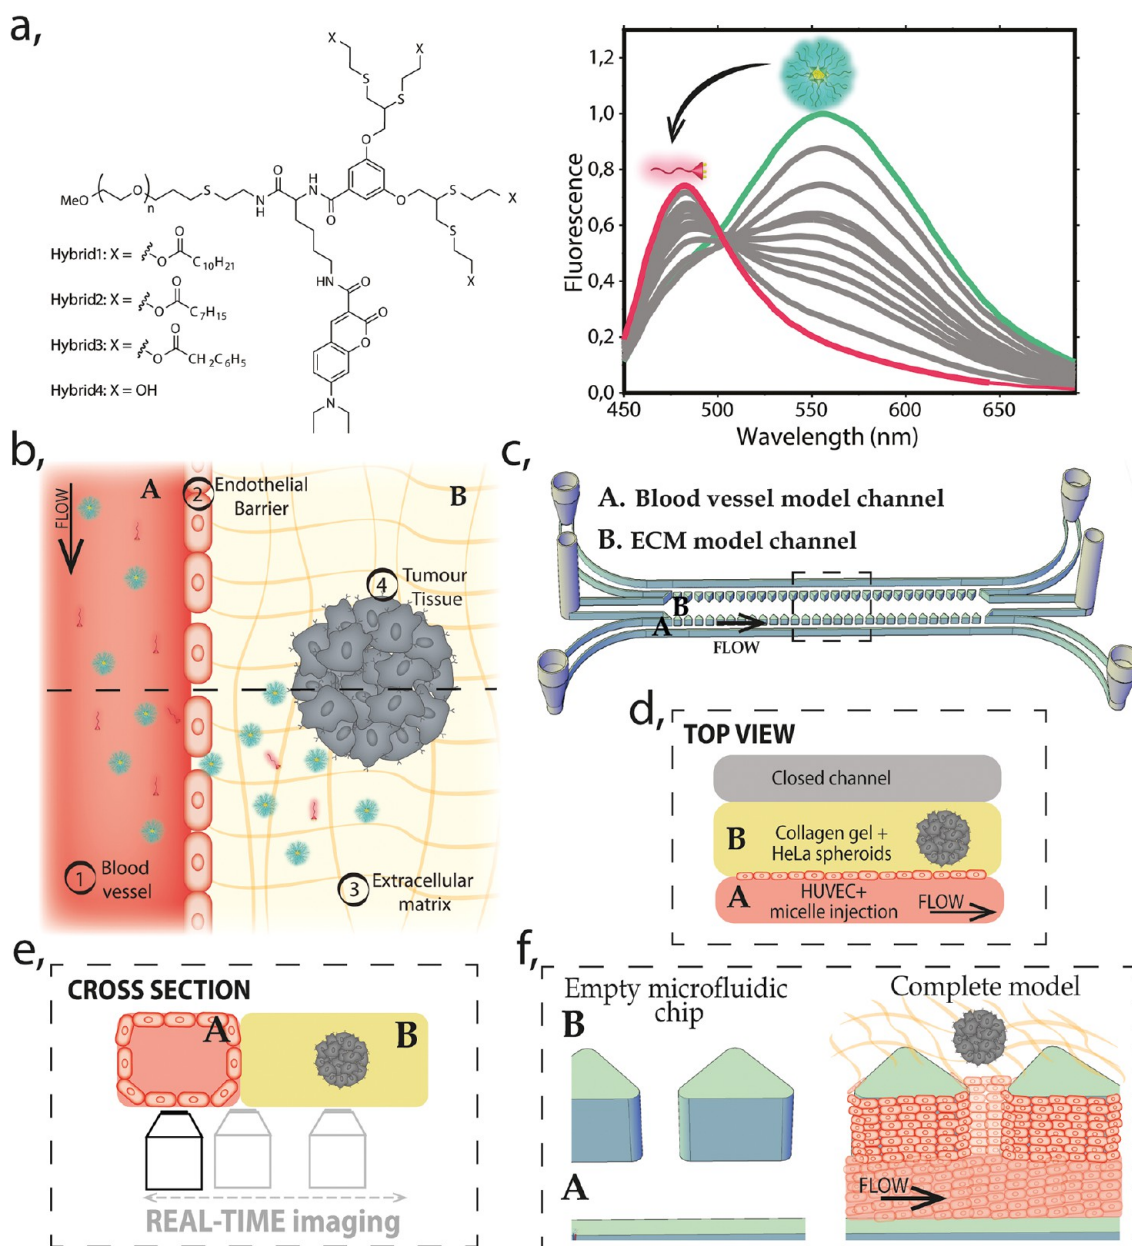 a,
X
X
S
S
O
MeO
O
n
S
N
H
O
H
N
O
O
S
X
S
X
HN
O
O
O
N
Hybrid1: X = O O C10H21
Hybrid2: X = O O C7H15
Hybrid3: X = O O CH2C6H5
Hybrid4: X = OH
1,2
1,0
0,8
0,6
0,4
0,2
0,0
Fluorescence
450
500
550
600
650
Wavelength (nm)
b,
FLOW
A
2
Endothelial
Barrier
B
4
Tumour
Tissue
1
Blood
vessel
3
Extracellular
matrix
c,
A. Blood vessel model channel
B. ECM model channel
B
A
FLOW
d,
TOP VIEW
Closed channel
B
Collagen gel +
HeLa spheroids
A
HUVEC+
micelle injection
FLOW
e,
CROSS SECTION
A
B
REAL-TIME imaging
f,
Empty microfluidic
chip
Complete model
B
A
FLOW